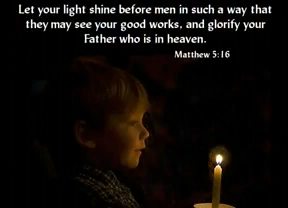 Let your light shine before men in such a way that
they may see your good works, and glorify your
Father who is in heaven.
Matthew 5:16